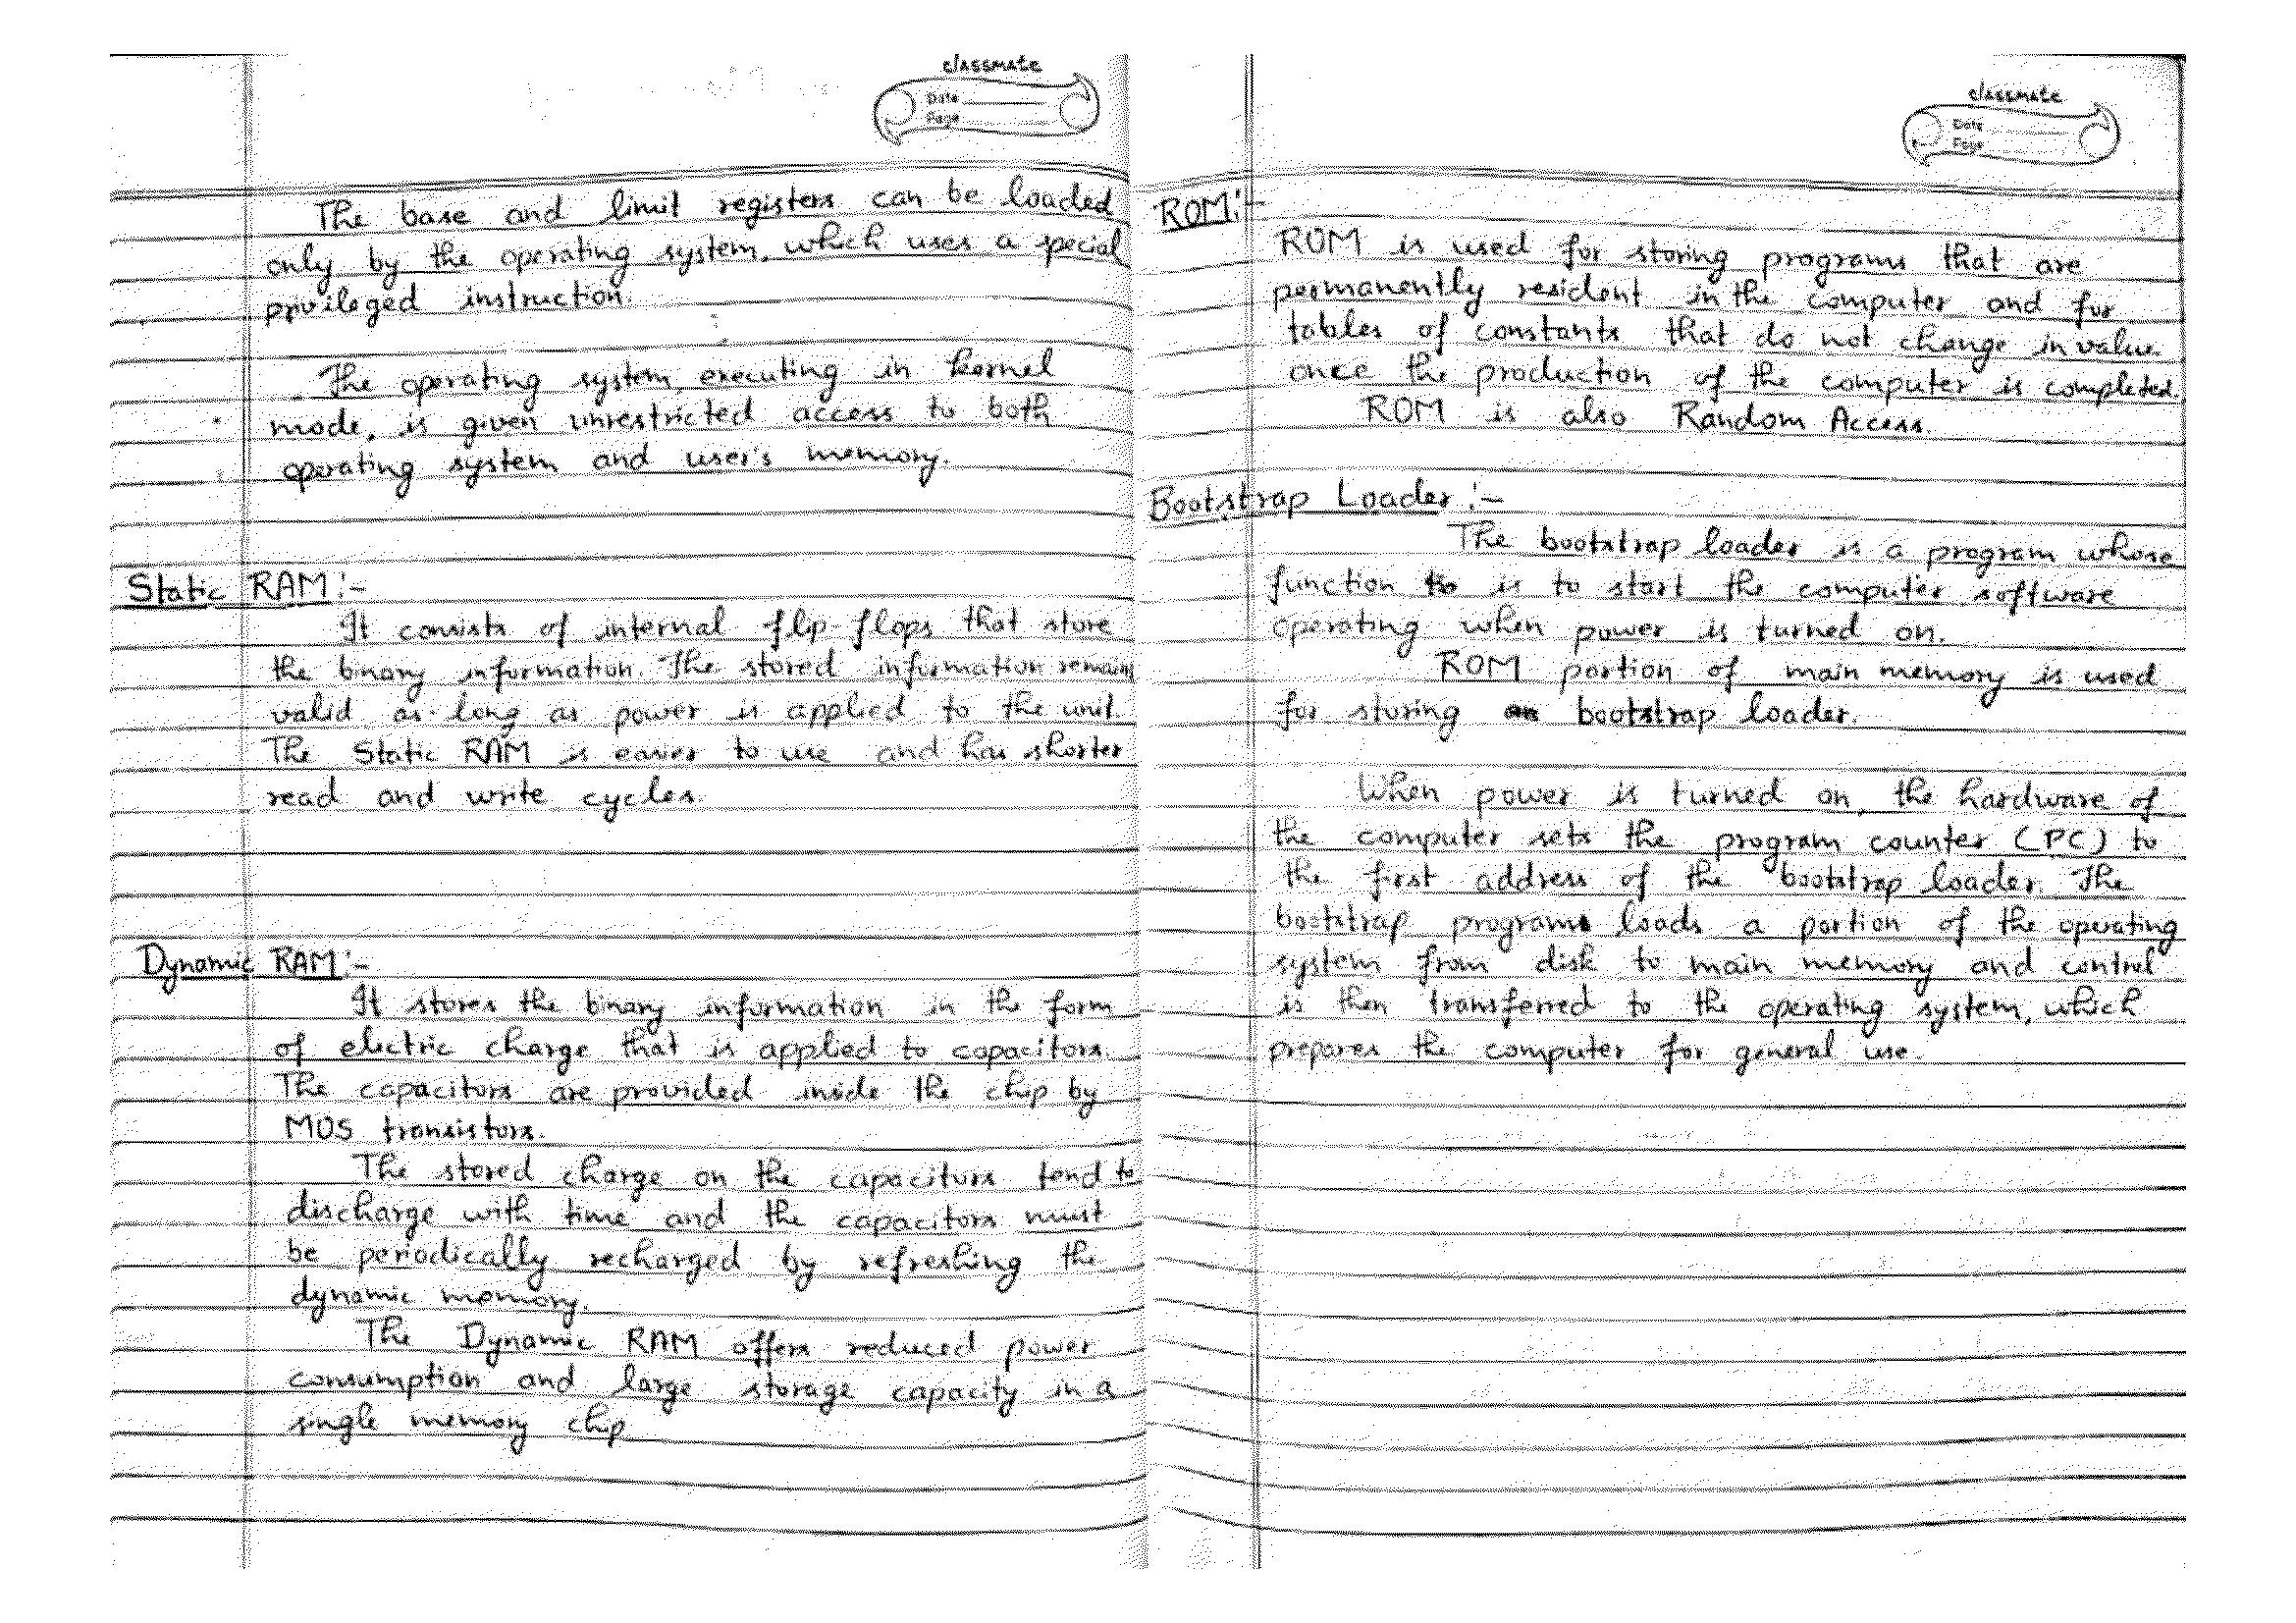 classmate
Date
Page
The base and limit registers can be loaded
only by the operating system, which uses a special
privileged instruction.
The operating system, executing in kernel
mode, is given unrestricted access to both
operating system and user's memory.
Static RAM:-
It consists of internal flip-flops that store
the binary information. The stored information remains
valid as long as power is applied to the unit.
The Static RAM is easier to use and has shorter
read and write cycles.
Dynamic RAM:-
It stores the binary information in the form
of electric charge that is applied to capacitors.
The capacitors are provided inside the chip by
MOS transistors.
The stored charge on the capacitors tend to
discharge with time and the capacitors must
be periodically recharged by refreshing the
dynamic memory.
The Dynamic RAM offers reduced power
consumption and large storage capacity in a
single memory chip.
classmate
Date
Page
ROM:-
ROM is used for storing programs that are
permanently resident in the computer and for
tables of constants that do not change in value
once the production of the computer is completed.
ROM is also Random Access.
Bootstrap Loader:-
The bootstrap loader is a program whose
function is to start the computer software
operating when power is turned on.
ROM portion of main memory is used
for storing bootstrap loader.
When power is turned on, the hardware of
the computer sets the program counter (PC) to
the first address of the bootstrap loader. The
bootstrap program loads a portion of the operating
system from disk to main memory and control
is then transferred to the operating system, which
prepares the computer for general use.